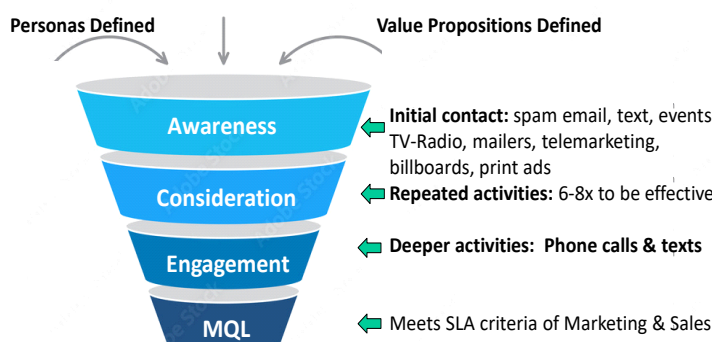 Personas Defined
Value Propositions Defined
Awareness
Initial contact: spam email, text, events
TV-Radio, mailers, telemarketing,
billboards, print ads
Consideration
Repeated activities: 6-8x to be effective
Engagement
Deeper activities:  Phone calls & texts
MQL
Meets SLA criteria of Marketing & Sales